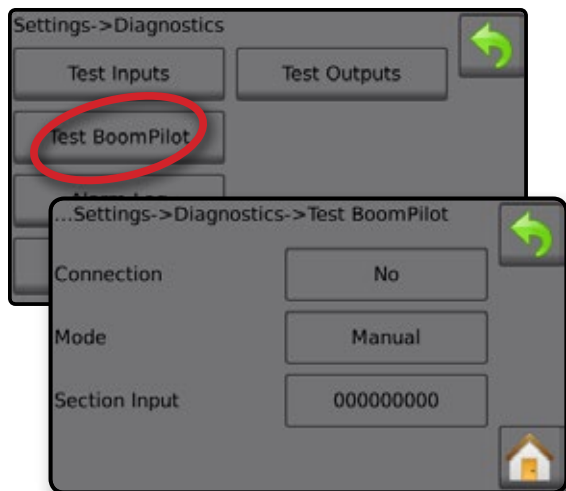 Settings->Diagnostics
Test Inputs
Test Outputs
Test BoomPilot
...Settings->Diagnostics->Test BoomPilot
Connection
No
Mode
Manual
Section Input
000000000